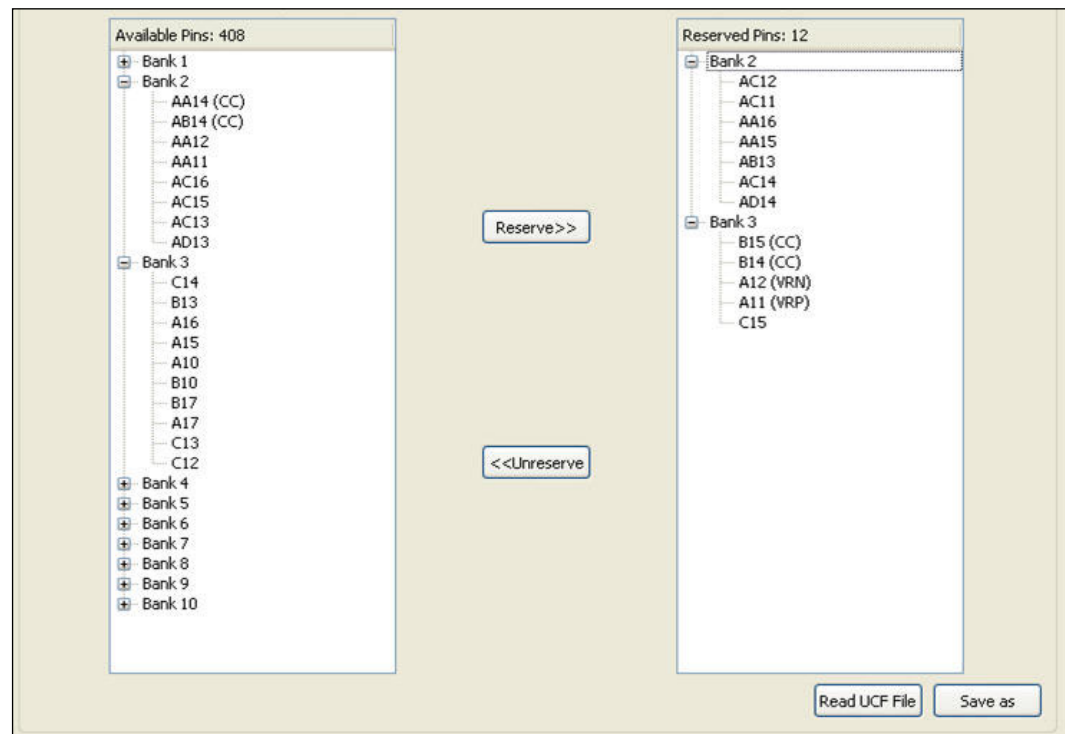 Available Pins: 408
Bank 1
Bank 2
AA14 (CC)
AB14 (CC)
AA12
AA11
AC16
AC15
AC13
AD13
Bank 3
C14
B13
A16
A15
A10
B10
B17
A17
C13
C12
Bank 4
Bank 5
Bank 6
Bank 7
Bank 8
Bank 9
Bank 10
Reserve>>
<<Unreserve
Reserved Pins: 12
Bank 2
AC12
AC11
AA16
AA15
AB13
AC14
AD14
Bank 3
B15 (CC)
B14 (CC)
A12 (VRN)
A11 (VRP)
C15
Read UCF File
Save as